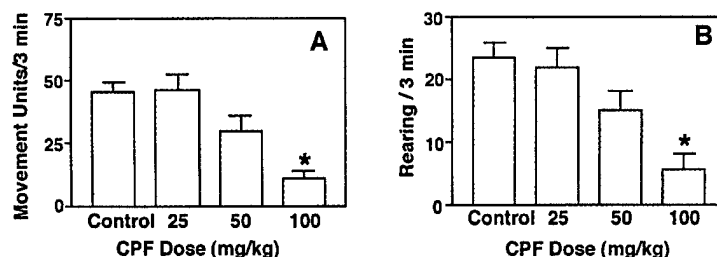 A
Movement Units/3 min
75
50
25
0
*
Control 25 50 100
CPF Dose (mg/kg)
B
Rearing / 3 min
30
20
10
0
*
Control 25 50 100
CPF Dose (mg/kg)